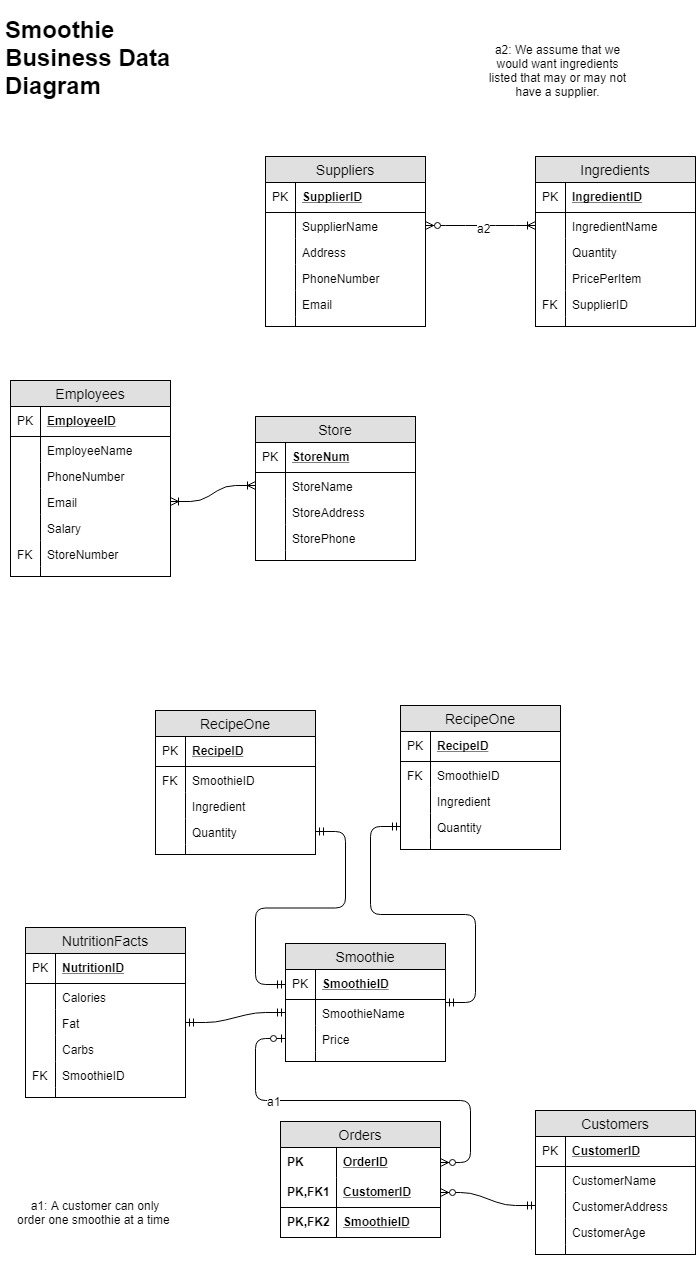 Smoothie
Business Data
Diagram
a2: We assume that we
would want ingredients
listed that may or may not
have a supplier.
Suppliers
PK SupplierID
SupplierName
Address
PhoneNumber
Email
a2
Ingredients
PK IngredientID
IngredientName
Quantity
PricePerItem
FK SupplierID
Employees
PK EmployeeID
EmployeeName
PhoneNumber
Email
Salary
FK StoreNumber
Store
PK StoreNum
StoreName
StoreAddress
StorePhone
RecipeOne
PK RecipeID
FK SmoothieID
Ingredient
Quantity
RecipeOne
PK RecipeID
FK SmoothieID
Ingredient
Quantity
NutritionFacts
PK NutritionID
Calories
Fat
Carbs
FK SmoothieID
Smoothie
PK SmoothieID
SmoothieName
Price
a1
Orders
PK OrderID
PK,FK1 CustomerID
PK,FK2 SmoothieID
Customers
PK CustomerID
CustomerName
CustomerAddress
CustomerAge
a1: A customer can only
order one smoothie at a time